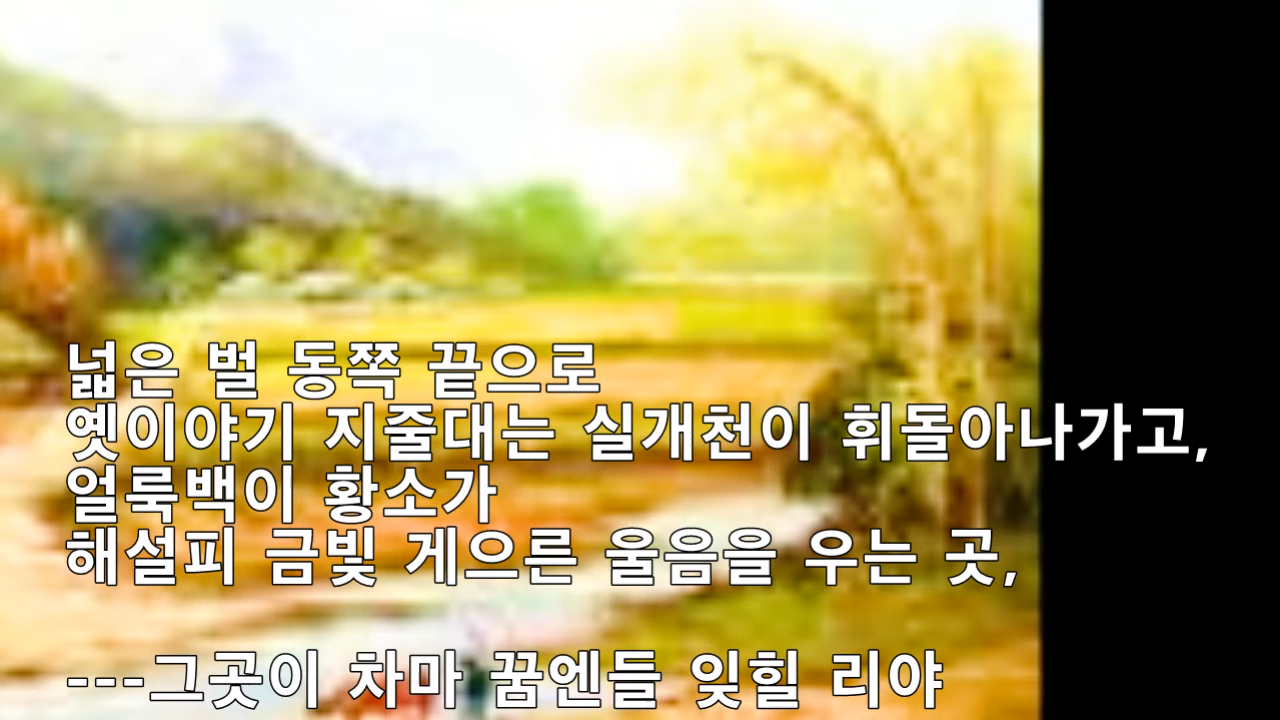 넓은 벌 동쪽 끝으로
옛이야기 지줄대는 실개천이 휘돌아나가고,
얼룩백이 황소가
해설피 금빛 게으른 울음을 우는 곳,
---그곳이 차마 꿈엔들 잊힐 리야